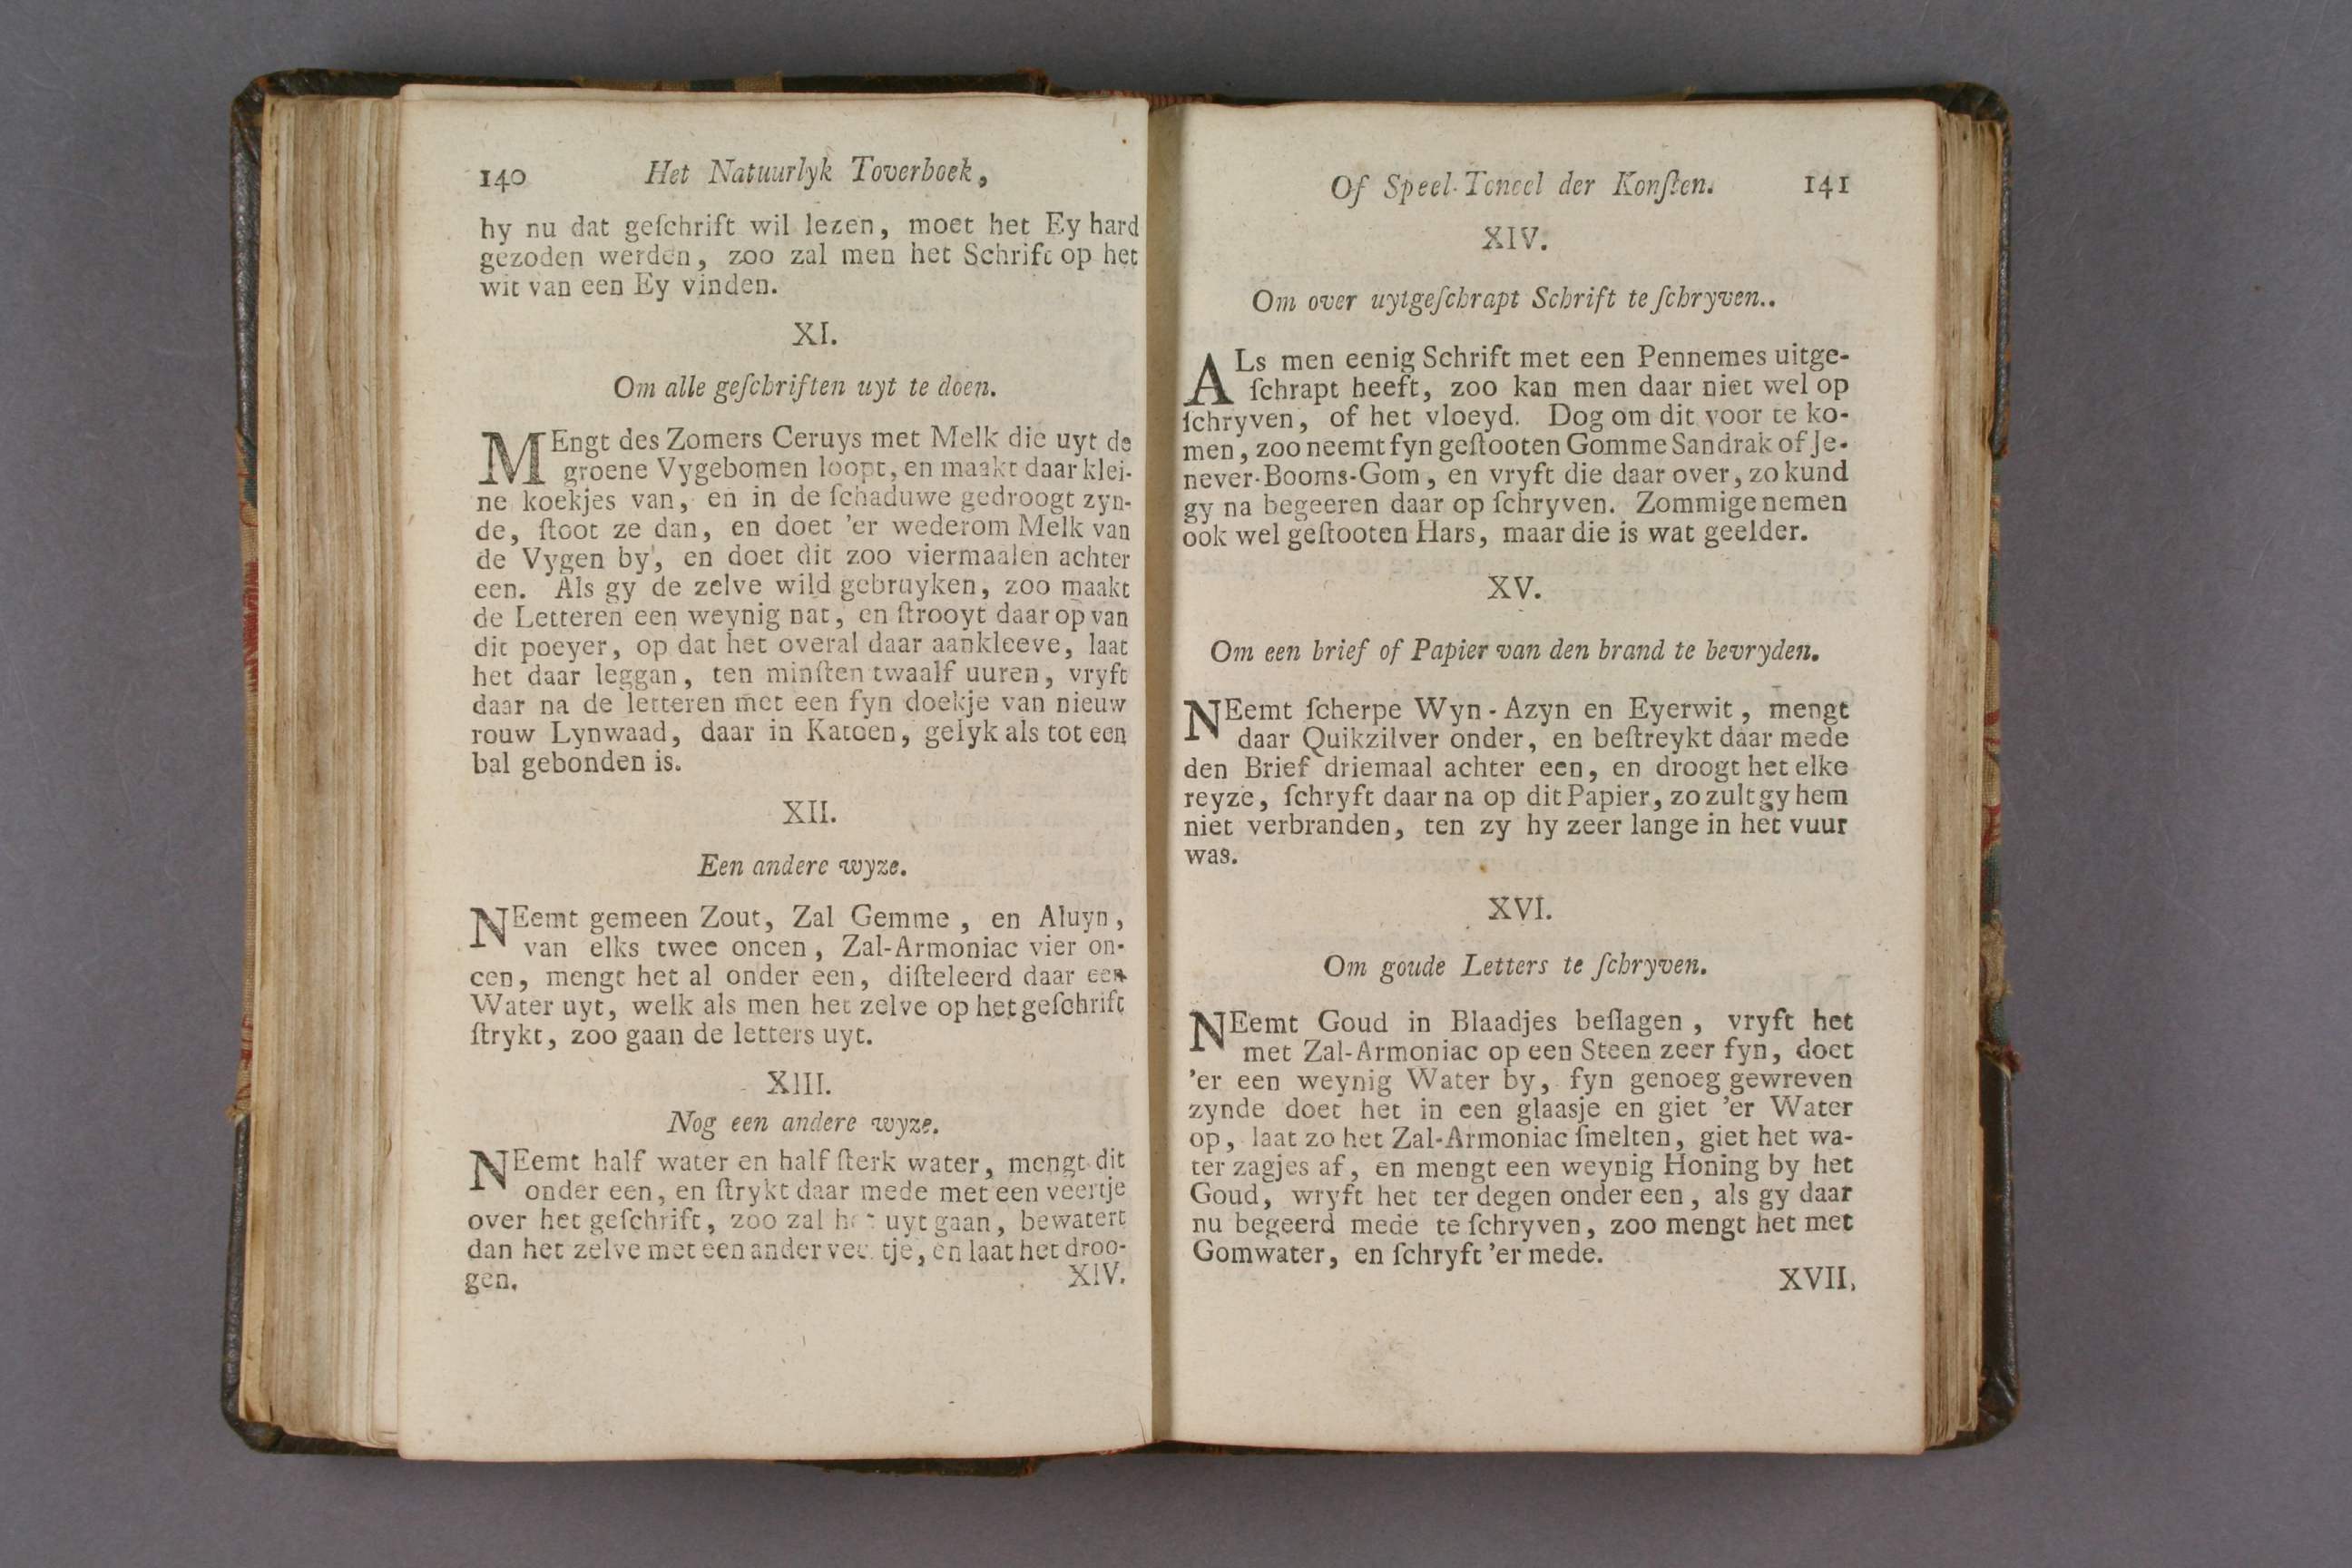 140 Het Natuurlyk Toverboek,
hy nu dat geſchrift wil lezen, moet het Ey hard
gezoden werden, zoo zal men het Schrift op het
wit van een Ey vinden.
XI.
Om alle geſchriften uyt te doen.
MEngt des Zomers Ceruys met Melk die uyt de
groene Vygebomen loopt, en maakt daar klei-
ne koekjes van, en in de ſchaduwe gedroogt zyn-
de, ſtoot ze dan, en doet 'er wederom Melk van
de Vygen by, en doet dit zoo viermaalen achter
een. Als gy de zelve wild gebruyken, zoo maakt
de Letteren een weynig nat, en ſtrooyt daar op van
dit poeyer, op dat het overal daar aankleeve, laat
het daar leggan, ten minſten twaalf uuren, vryft
daar na de letteren met een fyn doekje van nieuw
rouw Lynwaad, daar in Katoen, gelyk als tot een
bal gebonden is.
XII.
Een andere wyze.
NEemt gemeen Zout, Zal Gemme, en Aluyn,
van elks twee oncen, Zal-Armoniac vier on-
cen, mengt het al onder een, diſteleerd daar een
Water uyt, welk als men het zelve op het geſchrift
ſtrykt, zoo gaan de letters uyt.
XIII.
Nog een andere wyze.
NEemt half water en half ſterk water, mengt dit
onder een, en ſtrykt daar mede met een veertje
over het geſchrift, zoo zal het uyt gaan, bewatert
dan het zelve met een ander veertje, en laat het droo-
gen. XIV.
Of Speel-Toneel der Konſten. 141
XIV.
Om over uytgeſchrapt Schrift te ſchryven..
ALs men eenig Schrift met een Pennemes uitge-
ſchrapt heeft, zoo kan men daar niet wel op
ſchryven, of het vloeyd. Dog om dit voor te ko-
men, zoo neemt fyn geſtooten Gomme Sandrak of Je-
never-Booms-Gom, en vryft die daar over, zo kund
gy na begeeren daar op ſchryven. Zommige nemen
ook wel geſtooten Hars, maar die is wat geelder.
XV.
Om een brief of Papier van den brand te bevryden.
NEemt ſcherpe Wyn-Azyn en Eyerwit, mengt
daar Quikzilver onder, en beſtreykt daar mede
den Brief driemaal achter een, en droogt het elke
reyze, ſchryft daar na op dit Papier, zo zult gy hem
niet verbranden, ten zy hy zeer lange in het vuur
was.
XVI.
Om goude Letters te ſchryven.
NEemt Goud in Blaadjes beſlagen, vryft het
met Zal-Armoniac op een Steen zeer fyn, doet
'er een weynig Water by, fyn genoeg gewreven
zynde doet het in een glaasje en giet 'er Water
op, laat zo het Zal-Armoniac ſmelten, giet het wa-
ter zagjes af, en mengt een weynig Honing by het
Goud, wryft het ter degen onder een, als gy daar
nu begeerd mede te ſchryven, zoo mengt het met
Gomwater, en ſchryft 'er mede.
XVII,